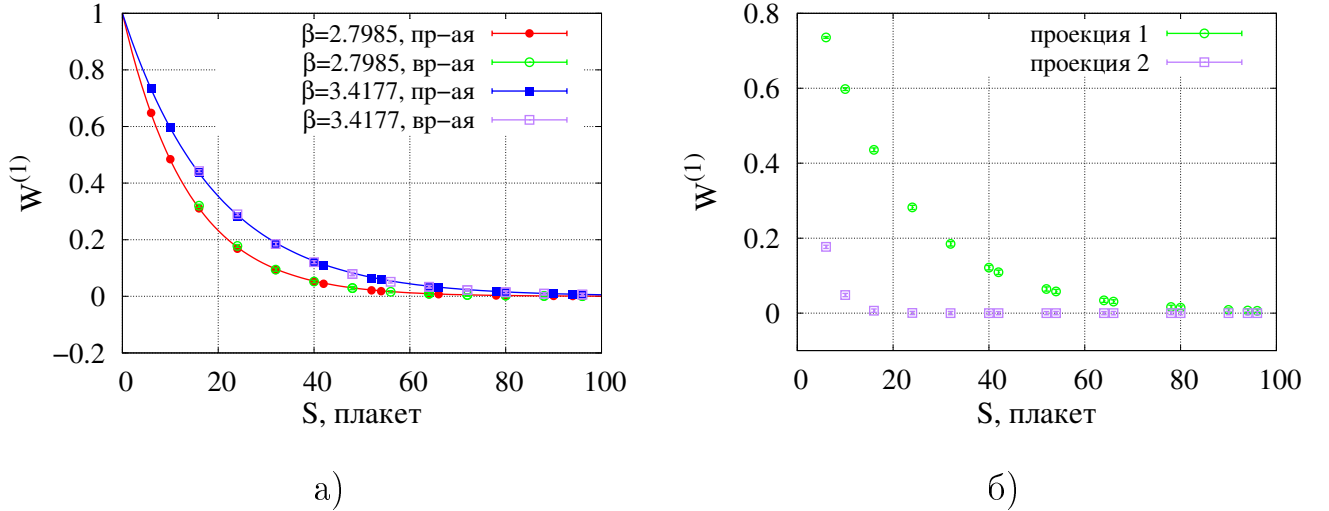 1
0.8
0.6
0.4
0.2
0
−0.2
W(1)
β=2.7985, пр−ая
β=2.7985, вр−ая
β=3.4177, пр−ая
β=3.4177, вр−ая
0 20 40 60 80 100
S, плакет
а)
0.8
0.6
0.4
0.2
0
W(1)
проекция 1
проекция 2
0 20 40 60 80 100
S, плакет
б)